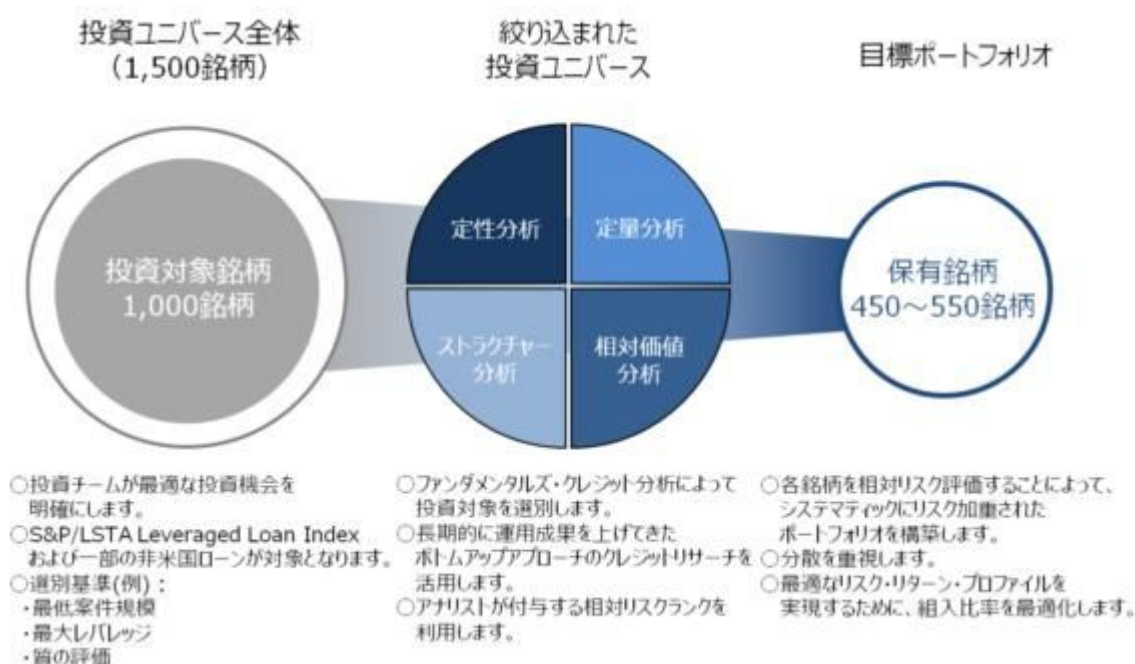 投資ユニバース全体
（1,500銘柄）
絞り込まれた
投資ユニバース
目標ポートフォリオ
投資対象銘柄
1,000銘柄
定性分析
定量分析
ストラクチャー
分析
相対価値
分析
保有銘柄
450～550銘柄
○投資チームが最適な投資機会を
明確にします。
○S&P/LSTA Leveraged Loan Index
および一部の非米国ローンが対象となります。
○選別基準(例)：
・最低案件規模
・最大レバレッジ
・質の評価
○ファンダメンタルズ・クレジット分析によって
投資対象を選別します。
○長期的に運用成果を上げてきた
ボトムアップアプローチのクレジットリサーチを
活用します。
○アナリストが付与する相対リスクランクを
利用します。
○各銘柄を相対リスク評価することによって、
システマティックにリスク加重された
ポートフォリオを構築します。
○分散を重視します。
○最適なリスク・リターン・プロファイルを
実現するために、組入比率を最適化します。